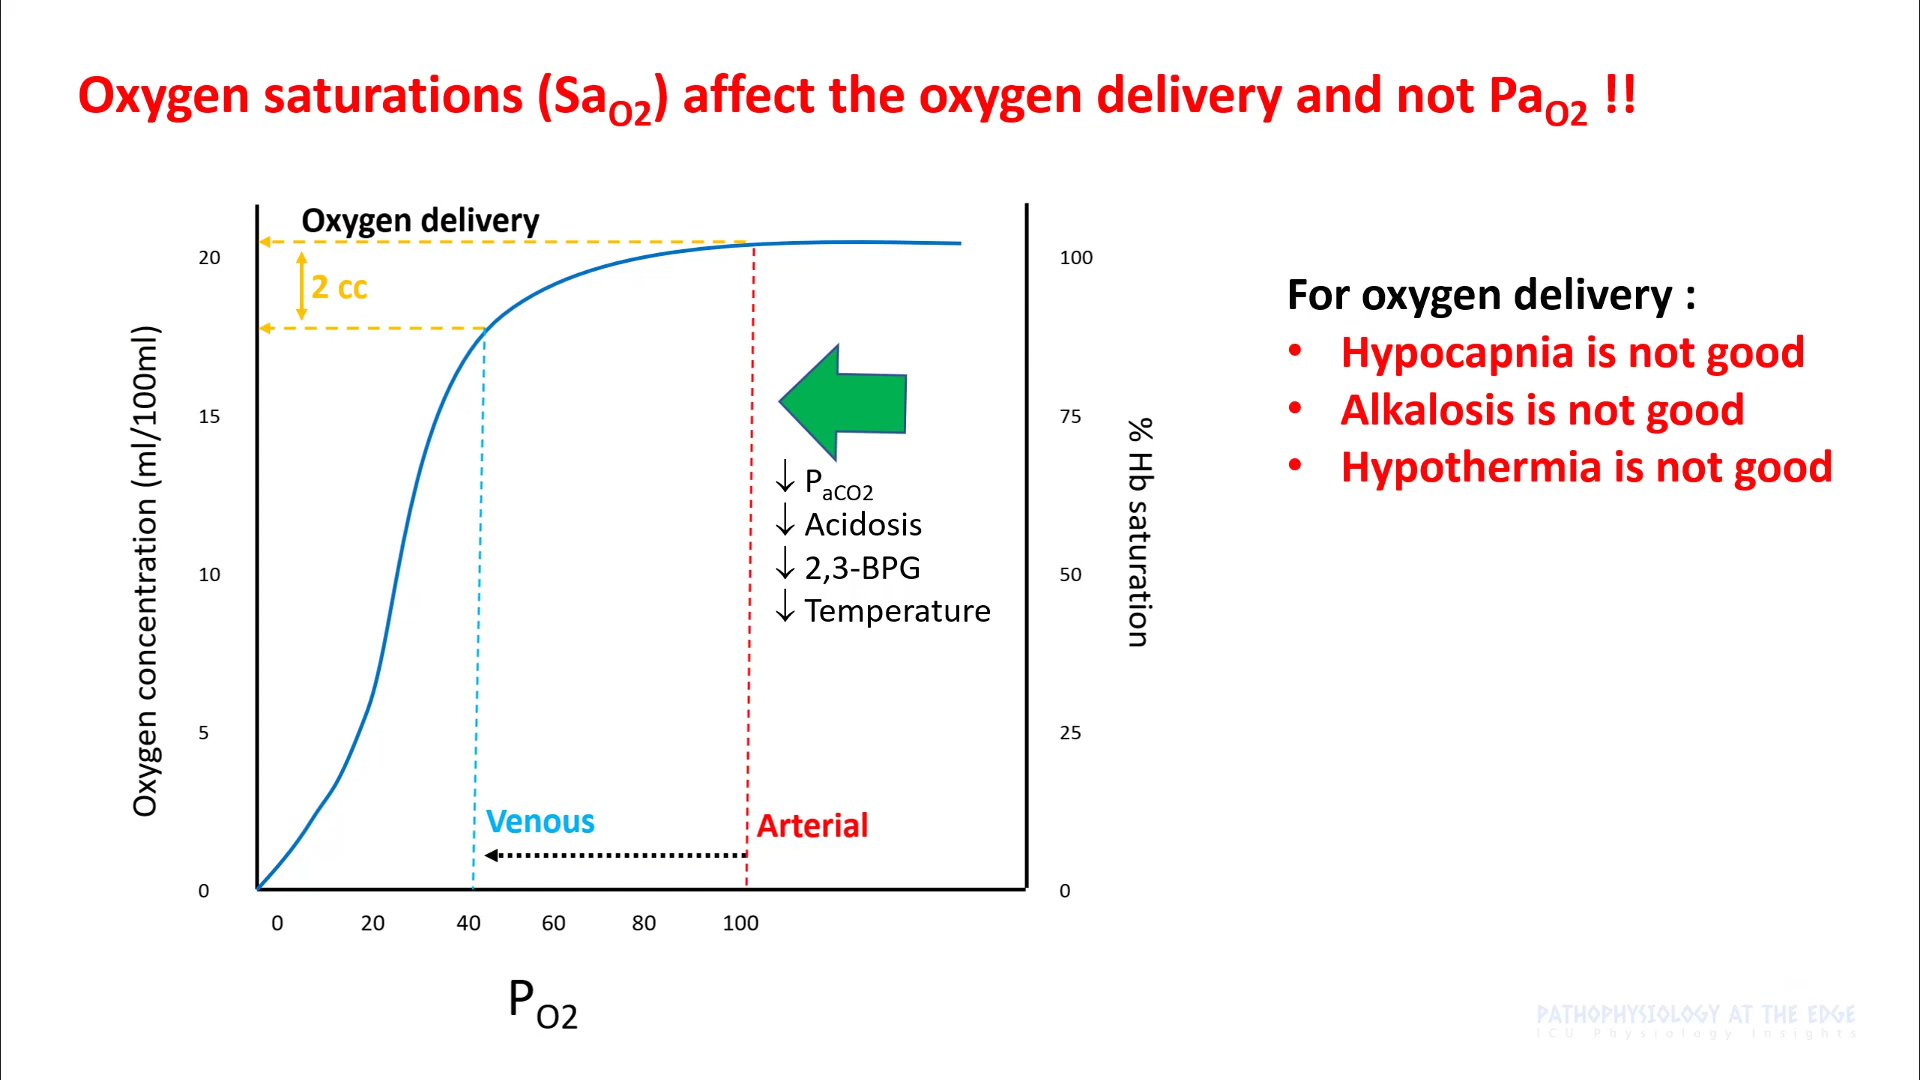 Oxygen saturations (SaO2) affect the oxygen delivery and not PaO2 !!
Oxygen delivery
2 cc
20
15
10
5
0
Oxygen concentration (ml/100ml)
100
75
50
25
0
% Hb saturation
↓ PaCO2
↓ Acidosis
↓ 2,3-BPG
↓ Temperature
Venous
Arterial
0 20 40 60 80 100
PO2
For oxygen delivery :
• Hypocapnia is not good
• Alkalosis is not good
• Hypothermia is not good
PATHOPHYSIOLOGY AT THE EDGE
ICU Physiology Insights